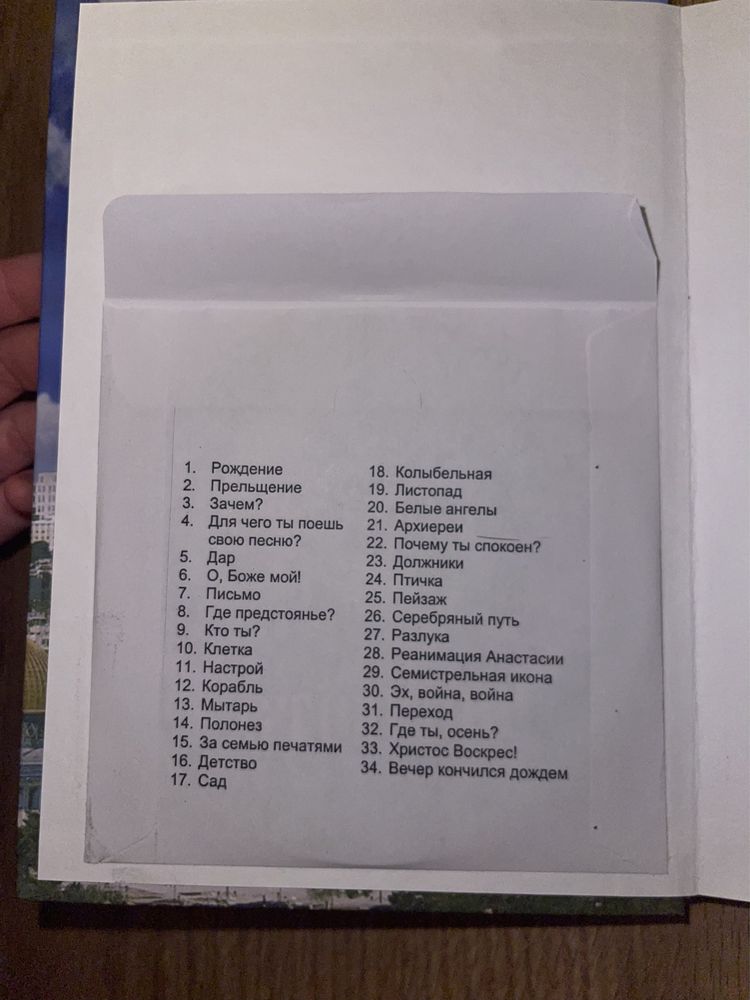 1. Рождение
2. Прельщение
3. Зачем?
4. Для чего ты поешь
свою песню?
5. Дар
6. О, Боже мой!
7. Письмо
8. Где предстоянье?
9. Кто ты?
10. Клетка
11. Настрой
12. Корабль
13. Мытарь
14. Полонез
15. За семью печатями
16. Детство
17. Сад
18. Колыбельная
19. Листопад
20. Белые ангелы
21. Архиереи
22. Почему ты спокоен?
23. Должники
24. Птичка
25. Пейзаж
26. Серебряный путь
27. Разлука
28. Реанимация Анастасии
29. Семистрельная икона
30. Эх, война, война
31. Переход
32. Где ты, осень?
33. Христос Воскрес!
34. Вечер кончился дождем